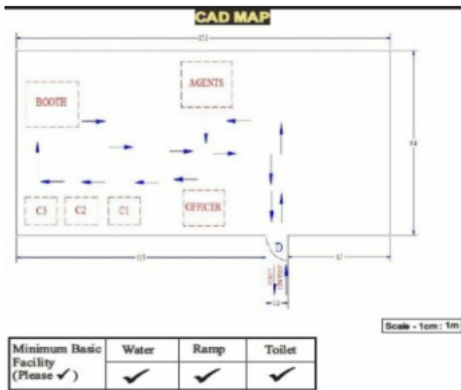 CAD MAP
AGENTS
BOOTH
C3
C2
C1
OFFICER
D
Scale - 1cm : 1m
Minimum Basic Facility (Please ✓) Water Ramp Toilet
✓ ✓ ✓